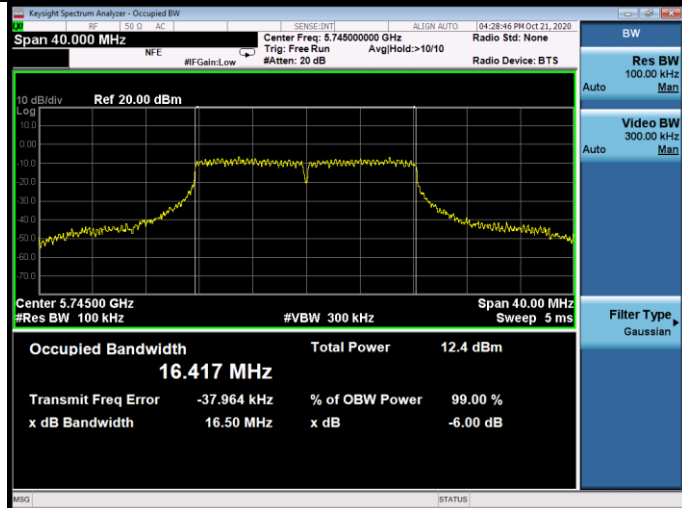 Keysight Spectrum Analyzer - Occupied BW
RF 50 Ω AC SENSE:INT ALIGN AUTO 04:28:46 PM Oct 21, 2020
Span 40.000 MHz Center Freq: 5.745000000 GHz Radio Std: None
NFE Trig: Free Run Avg|Hold:>10/10
#IFGain:Low #Atten: 20 dB Radio Device: BTS
10 dB/div Ref 20.00 dBm
Log
10.0
0.00
-10.0
-20.0
-30.0
-40.0
-50.0
-60.0
-70.0
Center 5.74500 GHz Span 40.00 MHz
#Res BW 100 kHz #VBW 300 kHz Sweep 5 ms
Occupied Bandwidth Total Power 12.4 dBm
16.417 MHz
Transmit Freq Error -37.964 kHz % of OBW Power 99.00 %
x dB Bandwidth 16.50 MHz x dB -6.00 dB
MSG STATUS
BW
Res BW
100.00 kHz
Auto Man
Video BW
300.00 kHz
Auto Man
Filter Type
Gaussian